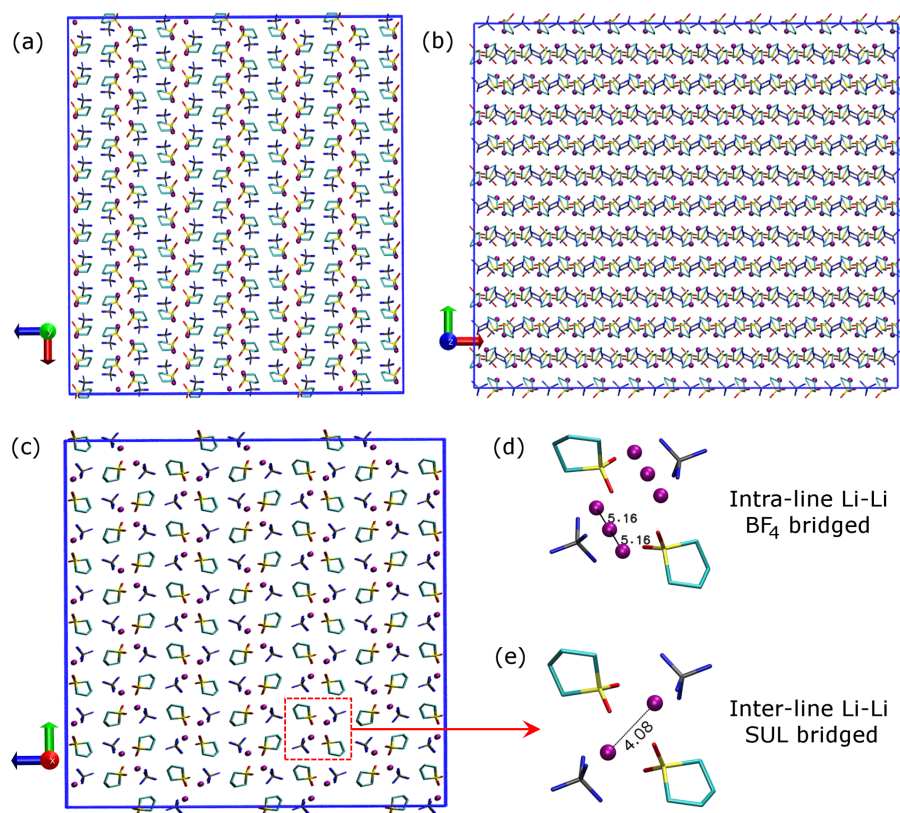 (a)
(b)
y
z
(c)
(d)
5.16
5.16
Intra-line Li-Li
BF4 bridged
(e)
4.08
Inter-line Li-Li
SUL bridged
x